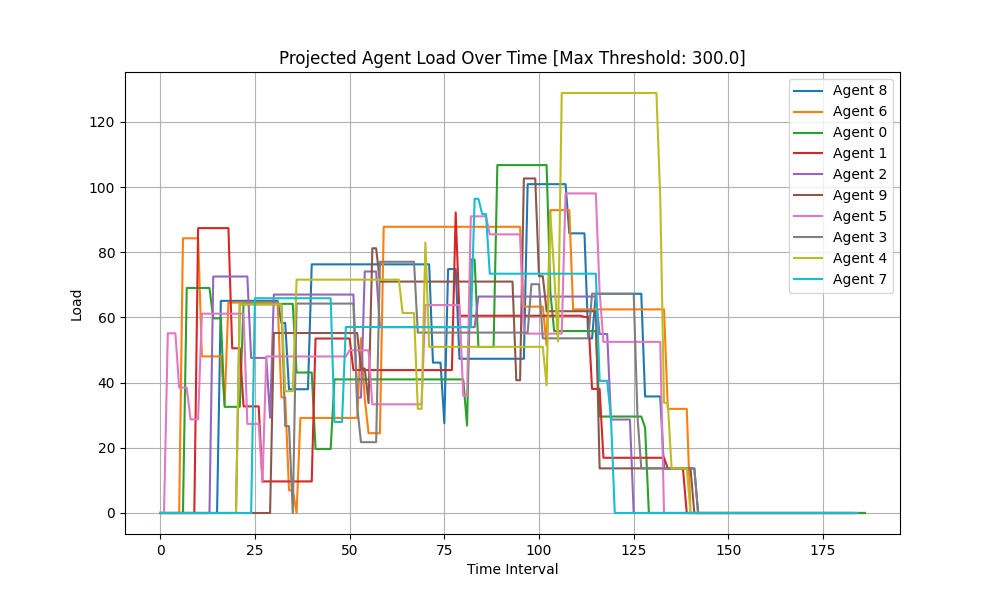 Projected Agent Load Over Time [Max Threshold: 300.0]
Load
120
100
80
60
40
20
0
0 25 50 75 100 125 150 175
Time Interval
Agent 8
Agent 6
Agent 0
Agent 1
Agent 2
Agent 9
Agent 5
Agent 3
Agent 4
Agent 7